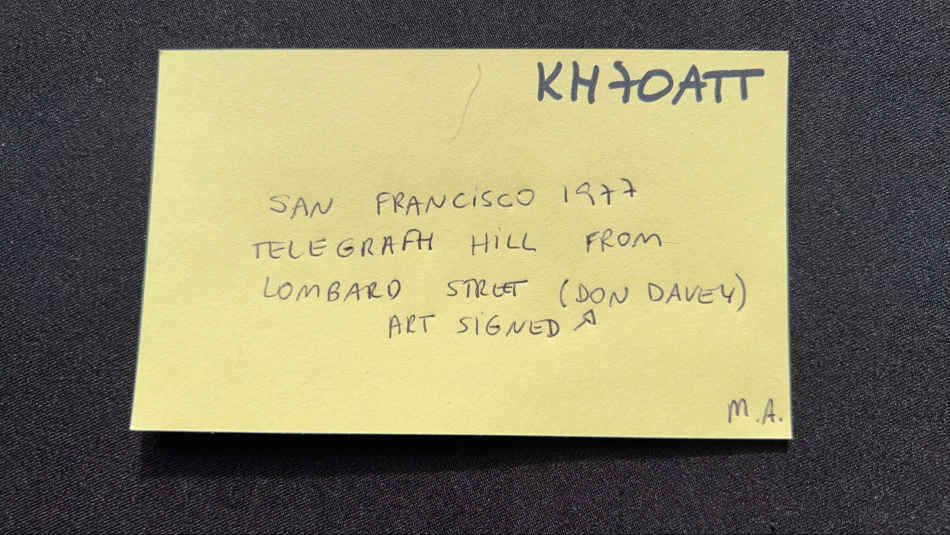 KH70ATT
SAN FRANCISCO 1977
TELEGRAFH HILL FROM
LOMBARD STREET (DON DAVEY)
ART SIGNED
M.A.